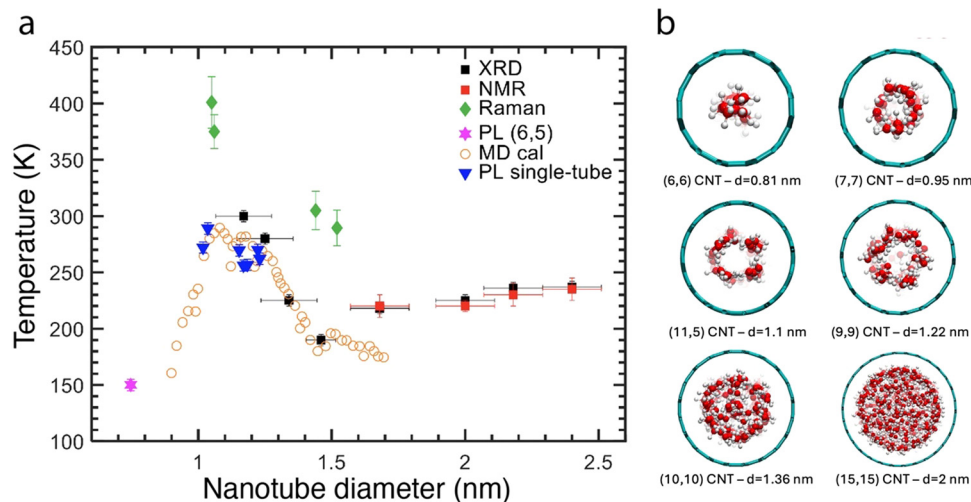 a
450
400
350
300
250
200
150
100
Temperature (K)
XRD
NMR
Raman
PL (6,5)
MD cal
PL single-tube
1
1.5
2
2.5
Nanotube diameter (nm)
b
(6,6) CNT – d=0.81 nm
(7,7) CNT – d=0.95 nm
(11,5) CNT – d=1.1 nm
(9,9) CNT – d=1.22 nm
(10,10) CNT – d=1.36 nm
(15,15) CNT – d=2 nm